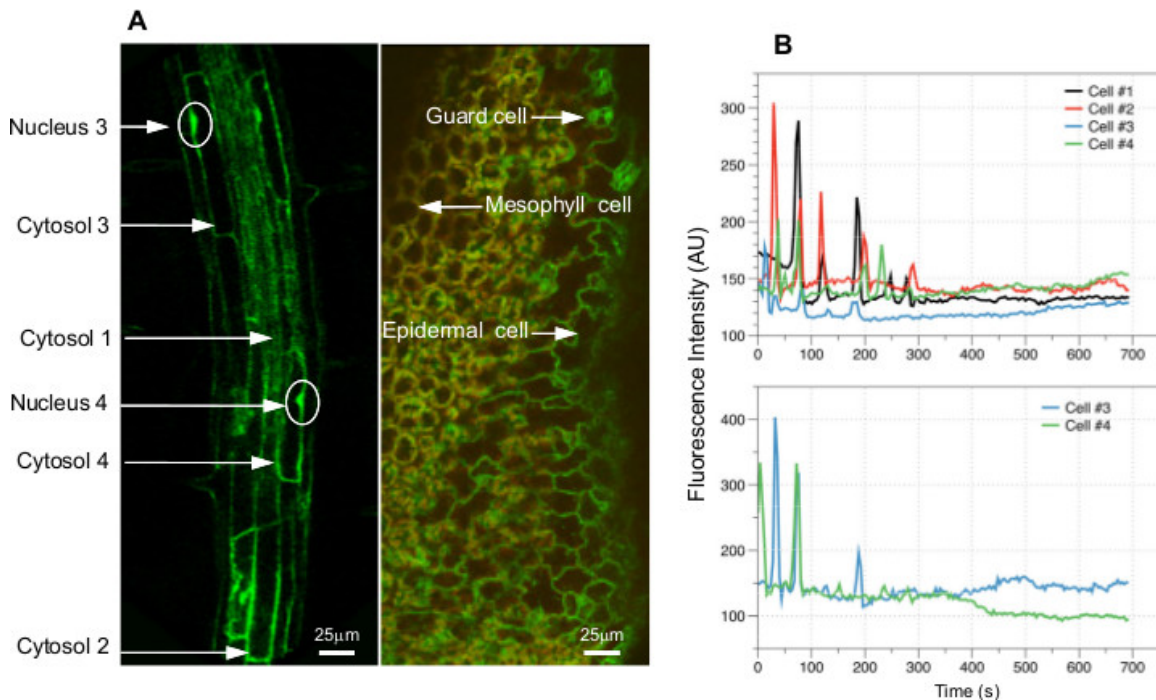 A
Nucleus 3
Cytosol 3
Cytosol 1
Nucleus 4
Cytosol 4
Cytosol 2
25µm
Guard cell
Mesophyll cell
Epidermal cell
25µm
B
Fluorescence Intensity (AU)
Cell #1
Cell #2
Cell #3
Cell #4
300
250
200
150
100
0 100 200 300 400 500 600 700
Cell #3
Cell #4
400
300
200
100
0 100 200 300 400 500 600 700
Time (s)